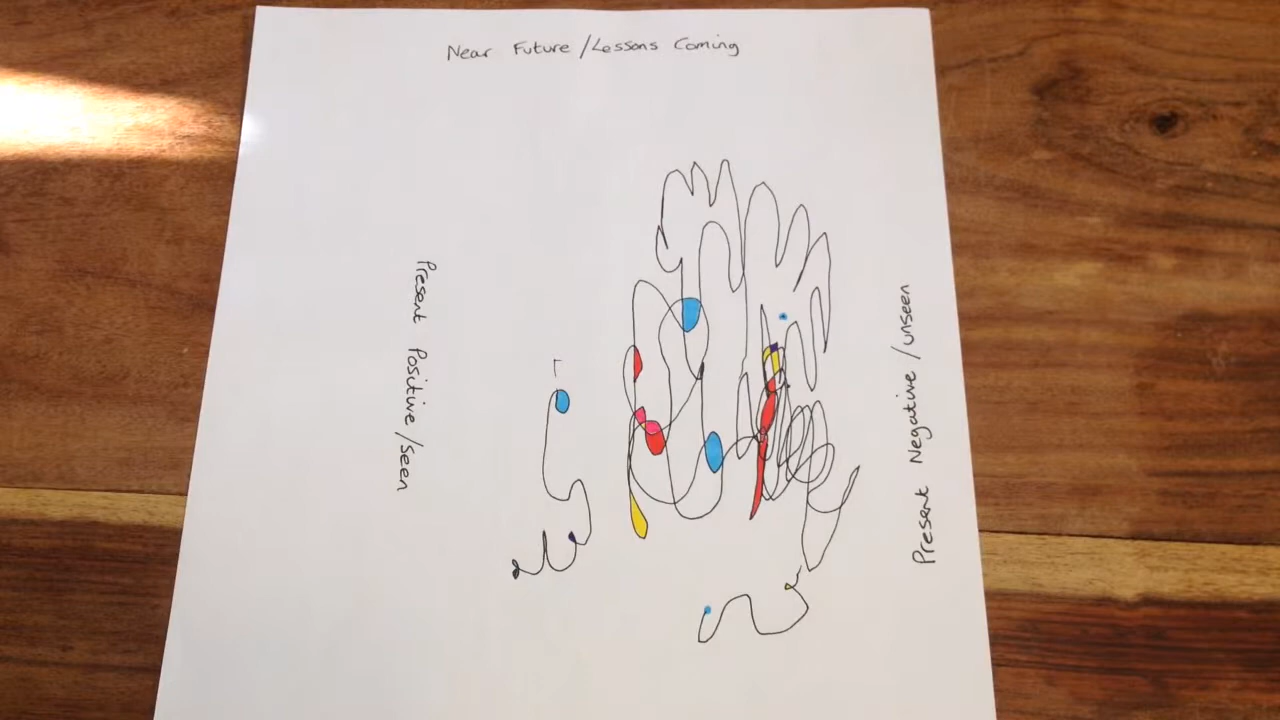 Near Future/Lessons Coming
Present Positive/seen
Present Negative/unseen